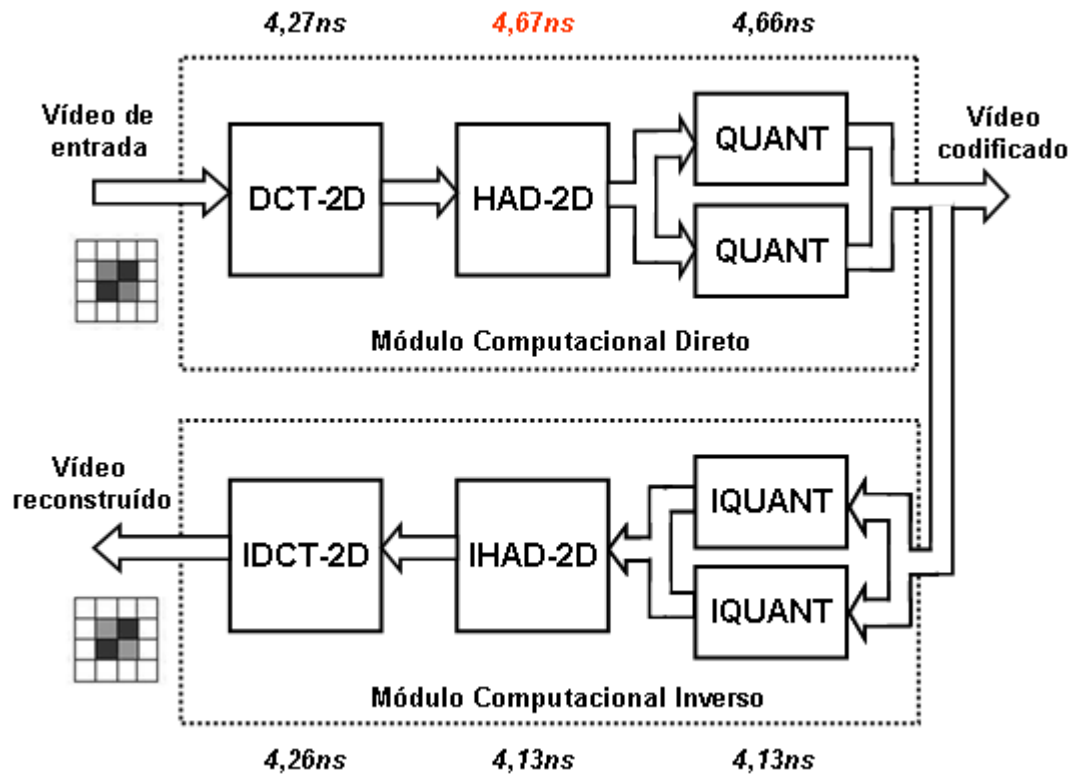 4,27ns 4,67ns 4,66ns
Vídeo de
entrada
DCT-2D
HAD-2D
QUANT
QUANT
Vídeo
codificado
Módulo Computacional Direto
Vídeo
reconstruído
IDCT-2D
IHAD-2D
IQUANT
IQUANT
Módulo Computacional Inverso
4,26ns 4,13ns 4,13ns